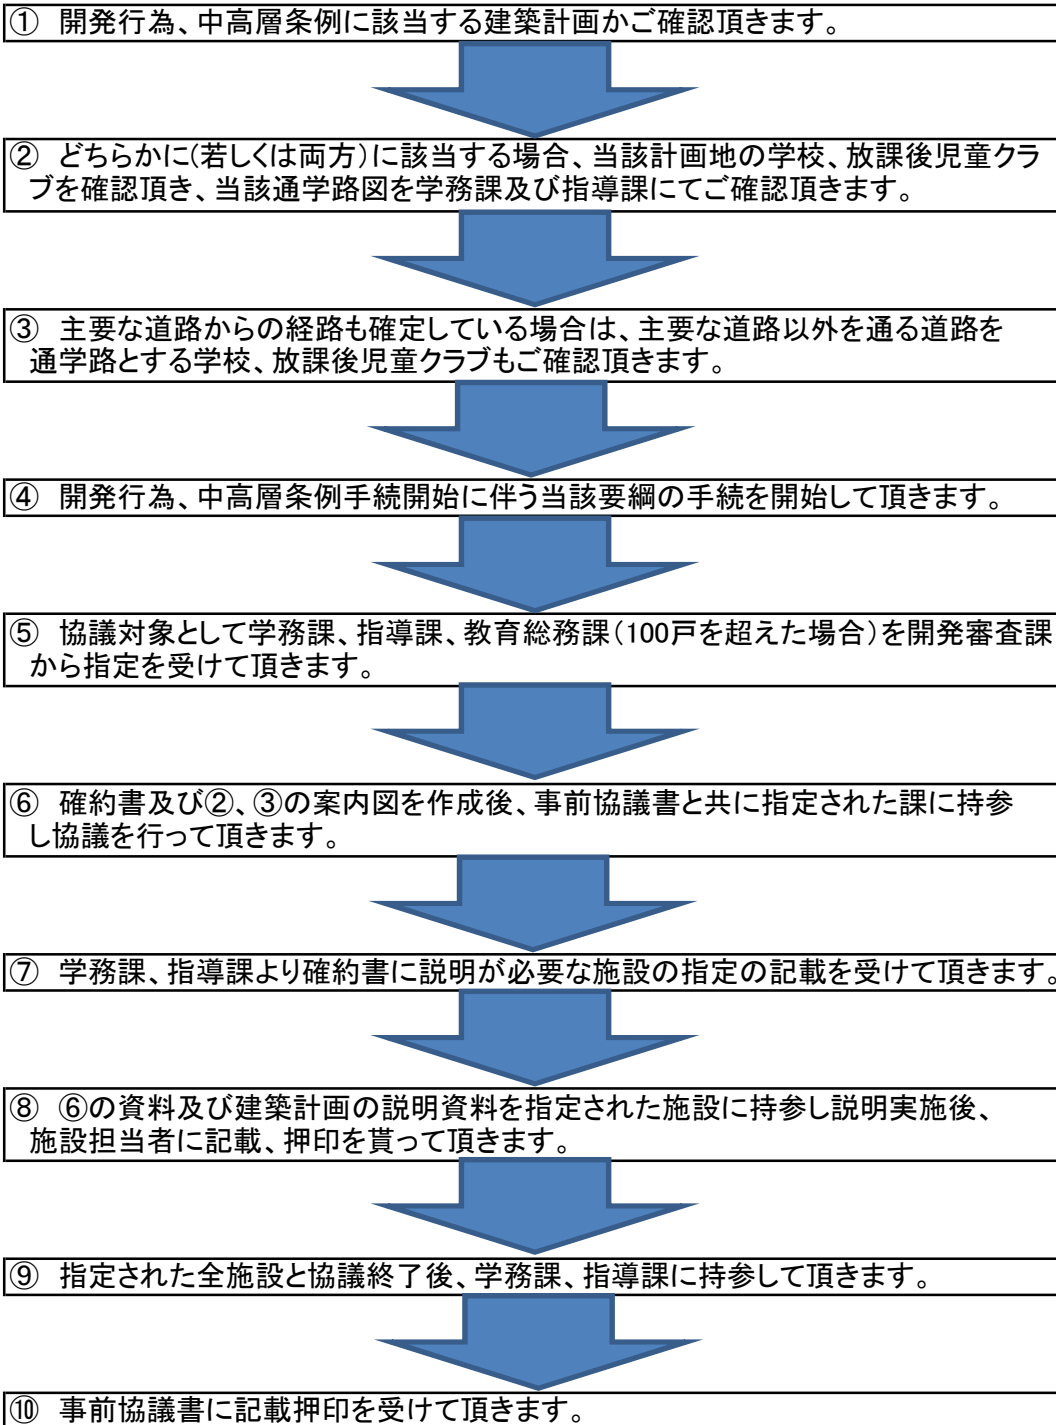 ① 開発行為、中高層条例に該当する建築計画かご確認頂きます。
② どちらかに(若しくは両方)に該当する場合、当該計画地の学校、放課後児童クラ
ブを確認頂き、当該通学路図を学務課及び指導課にてご確認頂きます。
③ 主要な道路からの経路も確定している場合は、主要な道路以外を通る道路を
通学路とする学校、放課後児童クラブもご確認頂きます。
④ 開発行為、中高層条例手続開始に伴う当該要綱の手続を開始して頂きます。
⑤ 協議対象として学務課、指導課、教育総務課(100戸を超えた場合)を開発審査課
から指定を受けて頂きます。
⑥ 確約書及び②、③の案内図を作成後、事前協議書と共に指定された課に持参
し協議を行って頂きます。
⑦ 学務課、指導課より確約書に説明が必要な施設の指定の記載を受けて頂きます。
⑧ ⑥の資料及び建築計画の説明資料を指定された施設に持参し説明実施後、
施設担当者に記載、押印を貰って頂きます。
⑨ 指定された全施設と協議終了後、学務課、指導課に持参して頂きます。
⑩ 事前協議書に記載押印を受けて頂きます。